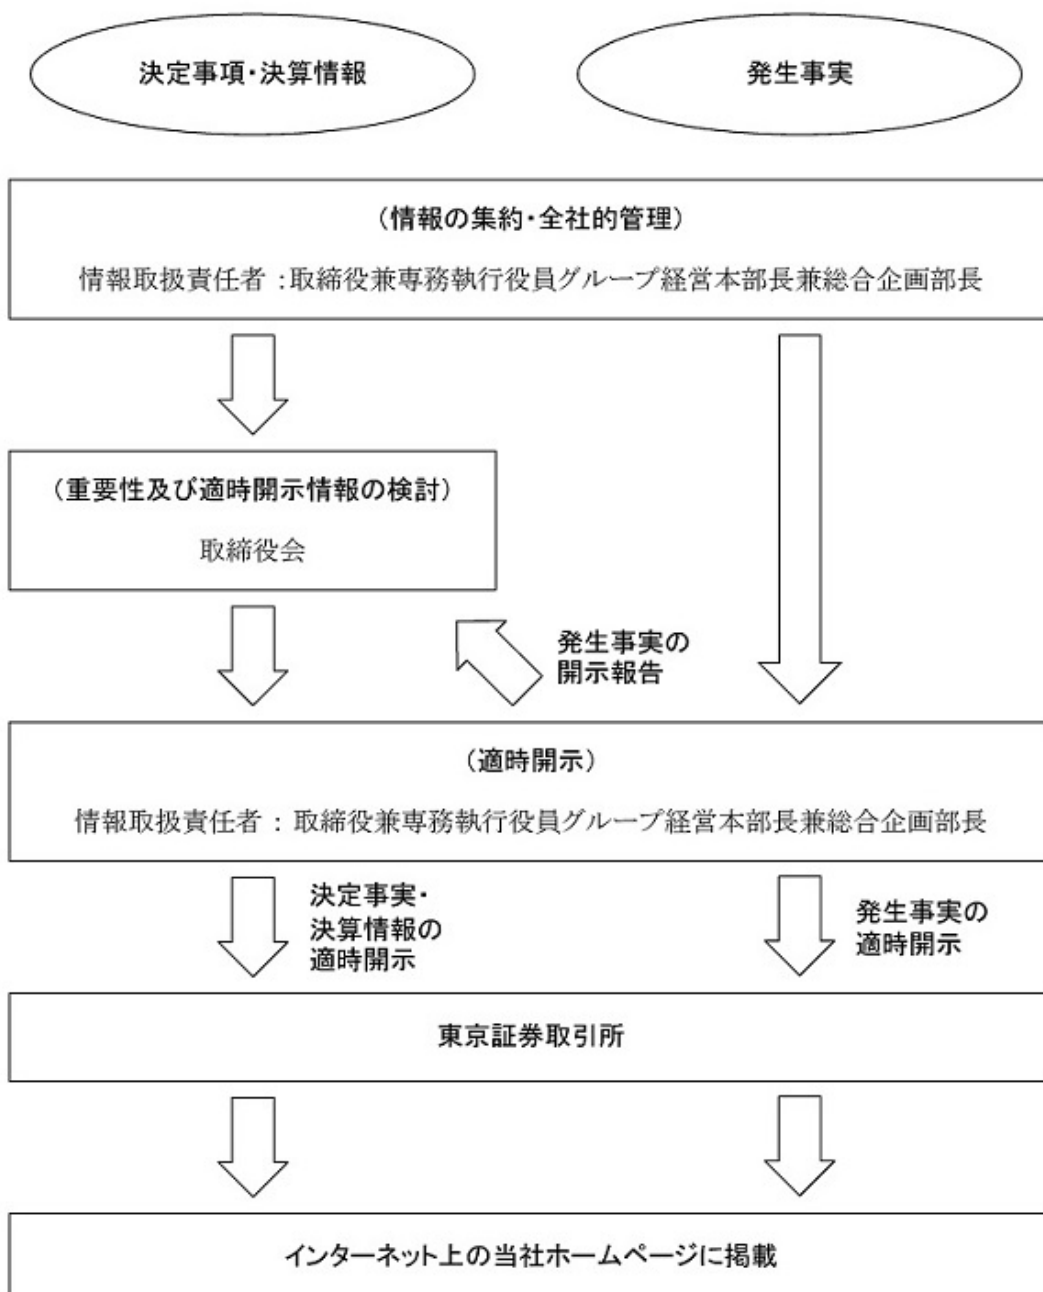 決定事項・決算情報
発生事実
（情報の集約・全社的管理）
情報取扱責任者：取締役兼専務執行役員グループ経営本部長兼総合企画部長
（重要性及び適時開示情報の検討）
取締役会
発生事実の
開示報告
（適時開示）
情報取扱責任者：取締役兼専務執行役員グループ経営本部長兼総合企画部長
決定事実・
決算情報の
適時開示
発生事実の
適時開示
東京証券取引所
インターネット上の当社ホームページに掲載